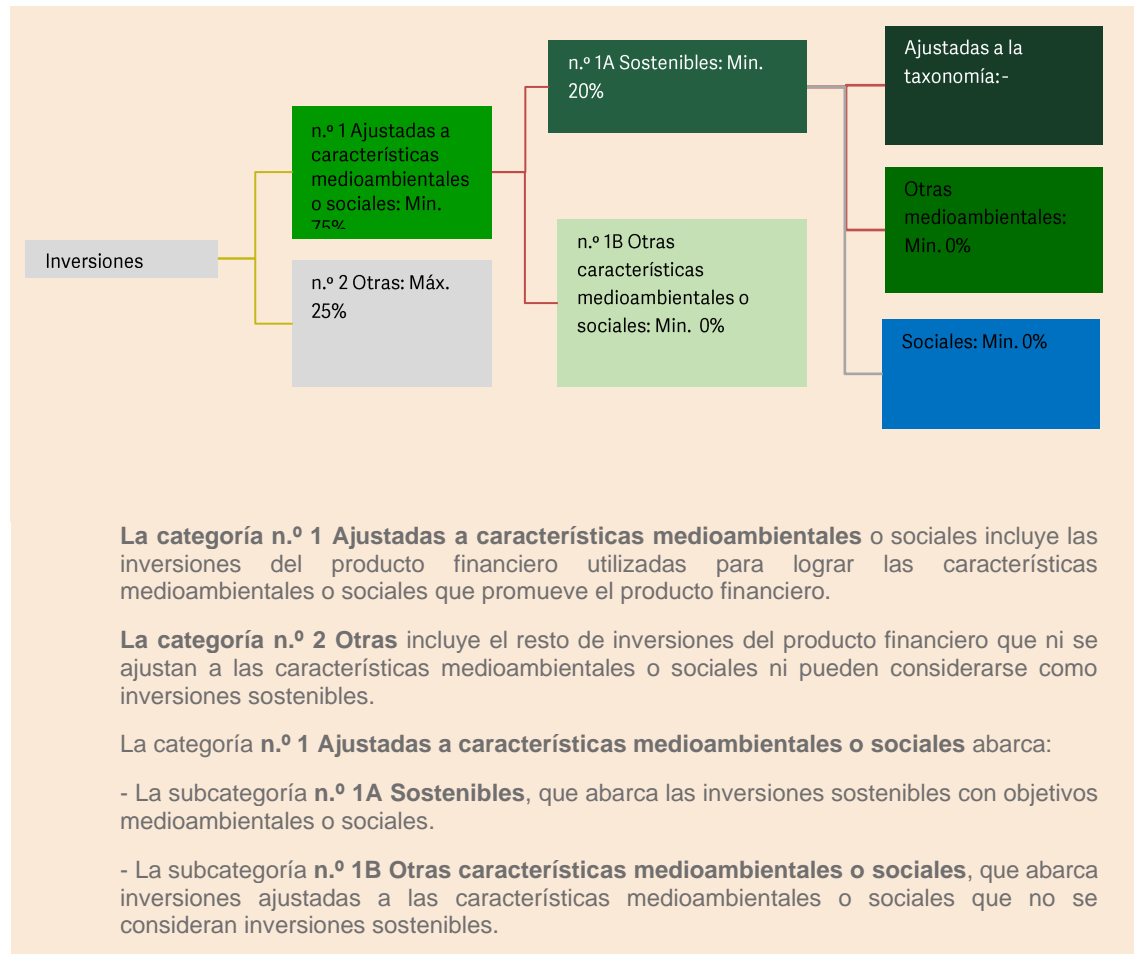 Inversiones
n.º 1 Ajustadas a
características
medioambientales
o sociales: Min.
75%
n.º 2 Otras: Máx.
25%
n.º 1A Sostenibles: Min.
20%
n.º 1B Otras
características
medioambientales o
sociales: Min. 0%
Ajustadas a la
taxonomía:-
Otras
medioambientales:
Min. 0%
Sociales: Min. 0%
La categoría n.º 1 Ajustadas a características medioambientales o sociales incluye las
inversiones del producto financiero utilizadas para lograr las características
medioambientales o sociales que promueve el producto financiero.
La categoría n.º 2 Otras incluye el resto de inversiones del producto financiero que ni se
ajustan a las características medioambientales o sociales ni pueden considerarse como
inversiones sostenibles.
La categoría n.º 1 Ajustadas a características medioambientales o sociales abarca:
- La subcategoría n.º 1A Sostenibles, que abarca las inversiones sostenibles con objetivos
medioambientales o sociales.
- La subcategoría n.º 1B Otras características medioambientales o sociales, que abarca
inversiones ajustadas a las características medioambientales o sociales que no se
consideran inversiones sostenibles.